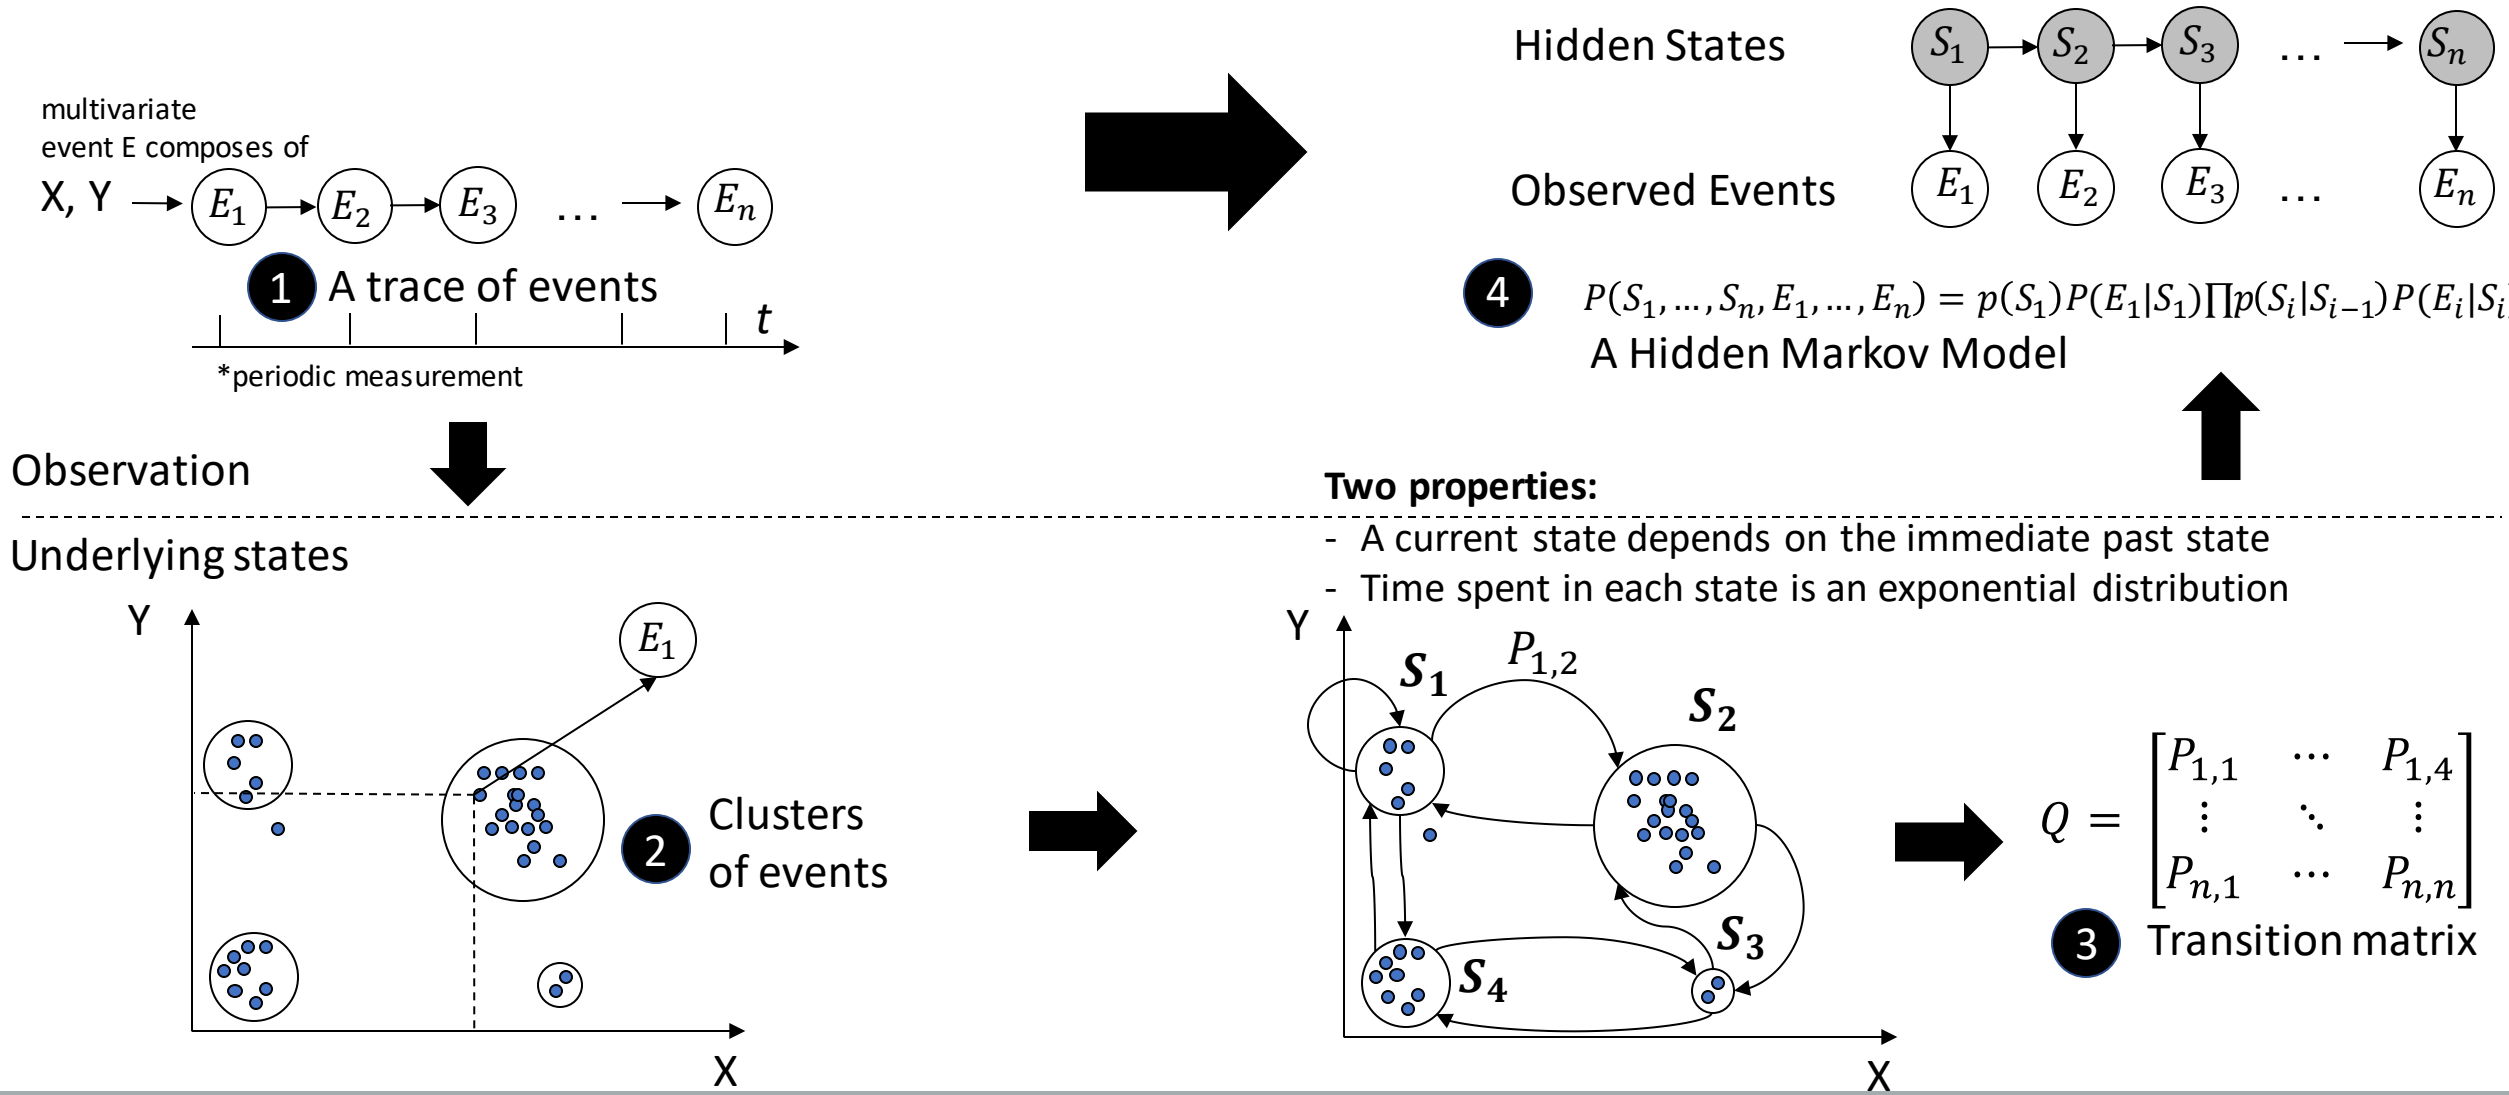 multivariate
event E composes of
X, Y
E₁
E₂
E₃
...
Eₙ
1 A trace of events
t
*periodic measurement
Hidden States
S₁
S₂
S₃
...
Sₙ
Observed Events
E₁
E₂
E₃
...
Eₙ
4 P(S₁, …, Sₙ, E₁, …, Eₙ) = p(S₁)P(E₁|S₁)∏p(Sᵢ|Sᵢ₋₁)P(Eᵢ|Sᵢ
A Hidden Markov Model
Observation
Underlying states
Y
E₁
2 Clusters
of events
X
Two properties:
- A current state depends on the immediate past state
- Time spent in each state is an exponential distribution
Y
S₁
P₁,₂
S₂
S₃
S₄
X
Q =
P₁,₁ ⋯ P₁,₄
⋮ ⋱ ⋮
Pₙ,₁ ⋯ Pₙ,ₙ
3 Transition matrix